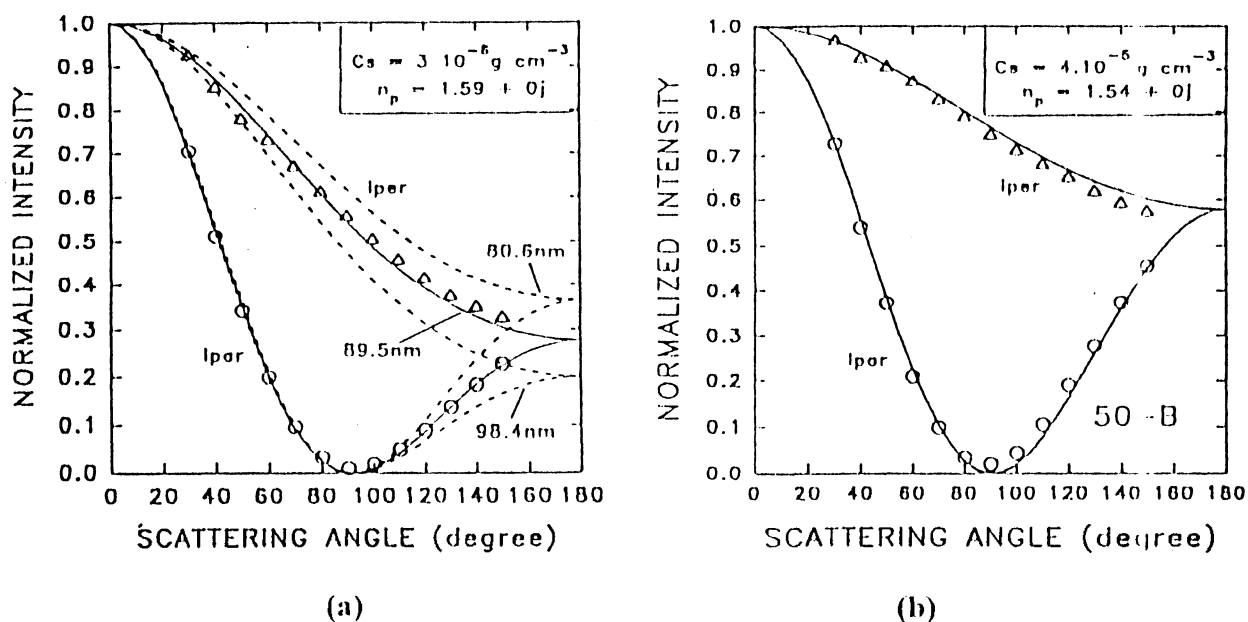 NORMALIZED INTENSITY
1.0
0.9
0.8
0.7
0.6
0.5
0.4
0.3
0.2
0.1
0.0
Cs = 3 10⁻⁶ g cm⁻³
nₚ = 1.59 + 0j
Ipar
80.6nm
89.5nm
Ipar
98.4nm
0 20 40 60 80 100 120 140 160 180
SCATTERING ANGLE (degree)
(a)
NORMALIZED INTENSITY
1.0
0.9
0.8
0.7
0.6
0.5
0.4
0.3
0.2
0.1
0.0
Cs = 4.10⁻⁵ g cm⁻³
nₚ = 1.54 + 0j
Ipar
Ipar
50-B
0 20 40 60 80 100 120 140 160 180
SCATTERING ANGLE (degree)
(b)